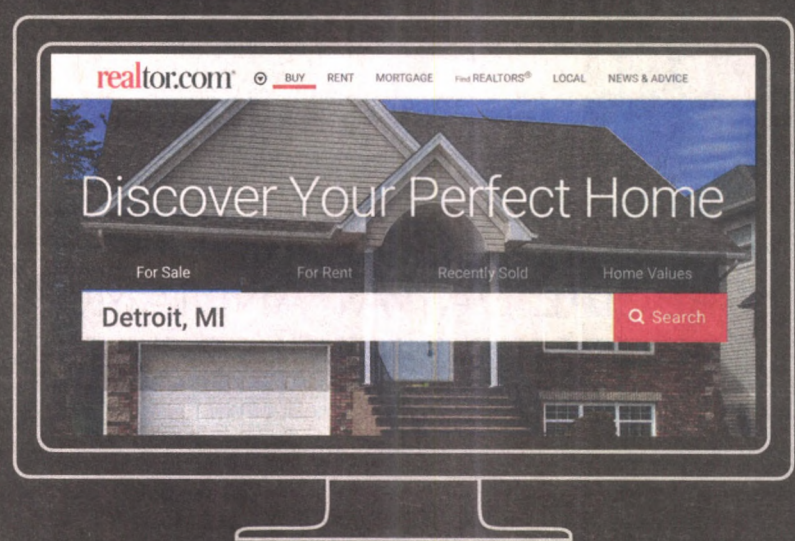 realtor.com® BUY RENT MORTGAGE Find REALTORS® LOCAL NEWS & ADVICE
Discover Your Perfect Home
For Sale For Rent Recently Sold Home Values
Detroit, MI Search